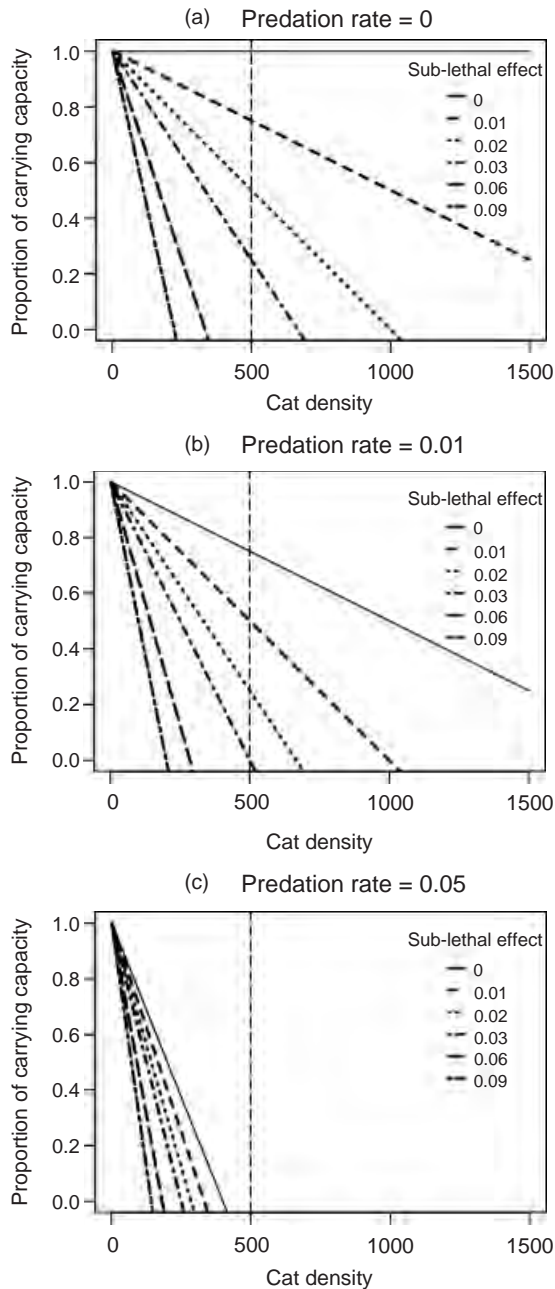 (a) Predation rate = 0
Proportion of carrying capacity
1.0
0.8
0.6
0.4
0.2
0.0
Sub-lethal effect
0
0.01
0.02
0.03
0.06
0.09
0 500 1000 1500
Cat density
(b) Predation rate = 0.01
Proportion of carrying capacity
1.0
0.8
0.6
0.4
0.2
0.0
Sub-lethal effect
0
0.01
0.02
0.03
0.06
0.09
0 500 1000 1500
Cat density
(c) Predation rate = 0.05
Proportion of carrying capacity
1.0
0.8
0.6
0.4
0.2
0.0
Sub-lethal effect
0
0.01
0.02
0.03
0.06
0.09
0 500 1000 1500
Cat density